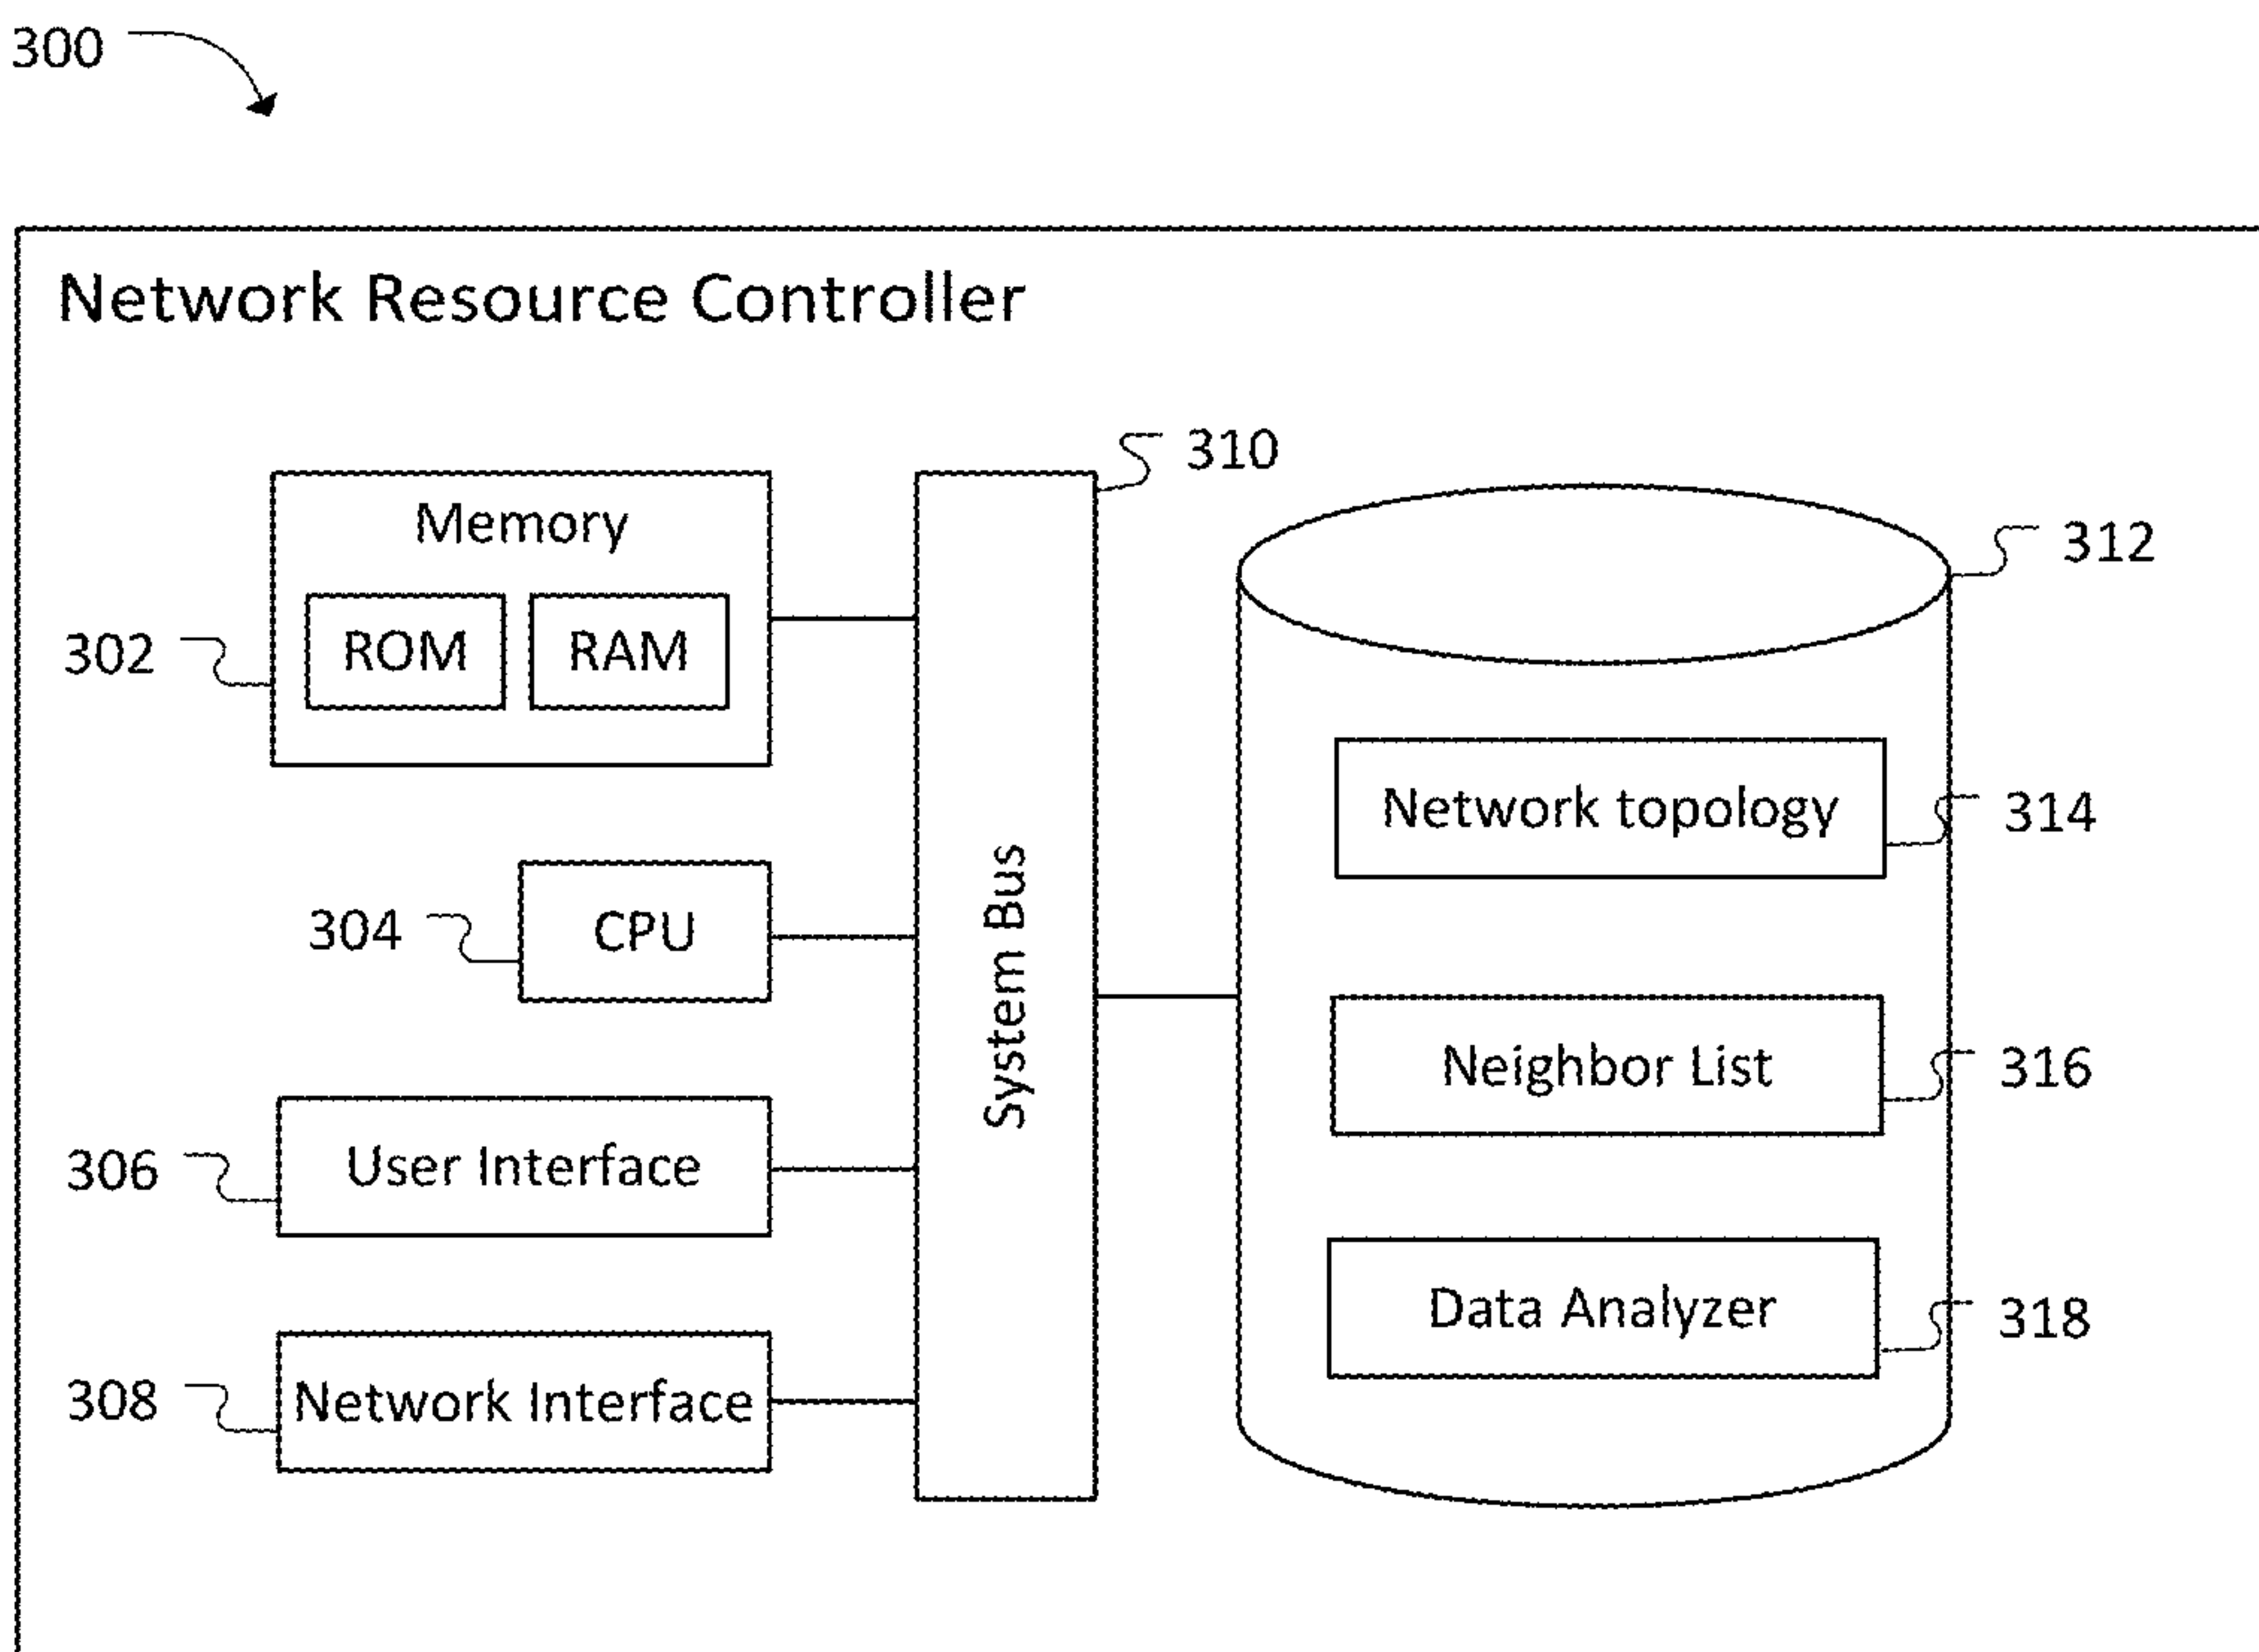 300
Network Resource Controller
310
Memory
312
ROM RAM
302
Network topology
314
304
CPU
System Bus
Neighbor List
316
306
User Interface
Data Analyzer
318
308
Network Interface